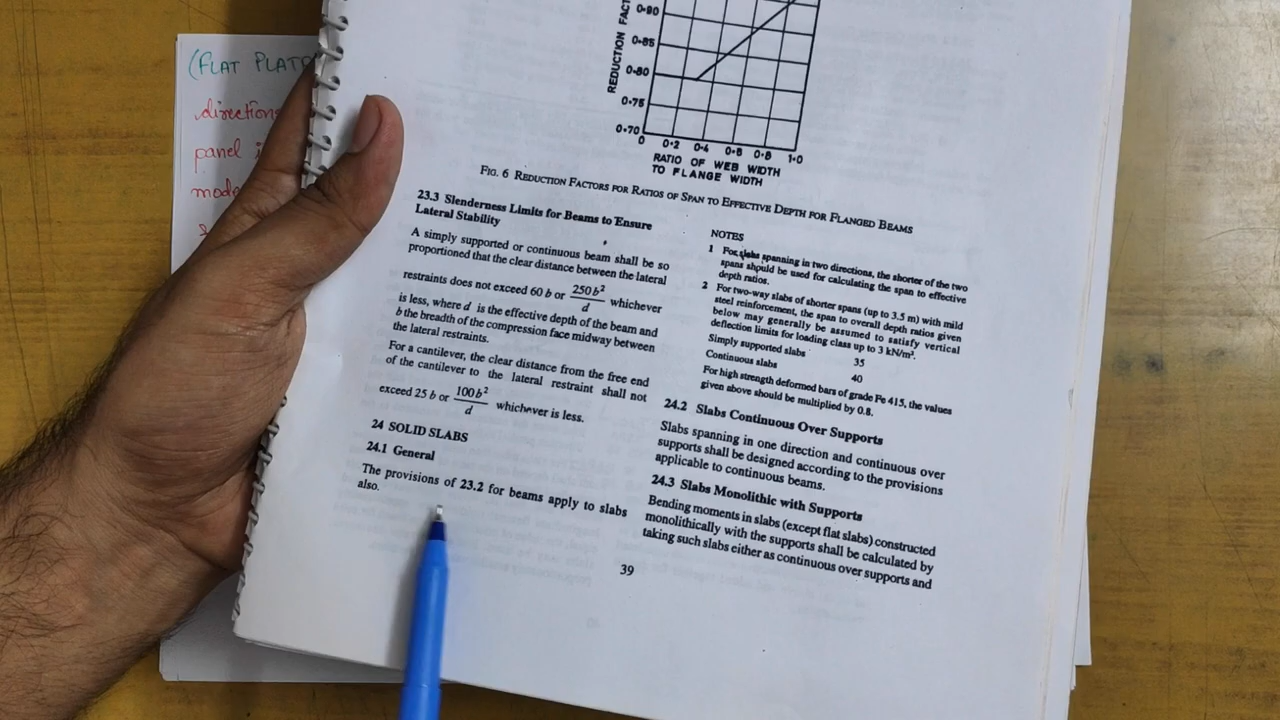 (FLAT PLATE
directions
panel i
mode
0·90
0·85
0·80
0·75
0·70
REDUCTION FACT
0 0·2 0·4 0·6 0·8 1·0
RATIO OF WEB WIDTH
TO FLANGE WIDTH
FIG. 6 REDUCTION FACTORS FOR RATIOS OF SPAN TO EFFECTIVE DEPTH FOR FLANGED BEAMS
23.3 Slenderness Limits for Beams to Ensure
Lateral Stability
A simply supported or continuous beam shall be so
proportioned that the clear distance between the lateral
restraints does not exceed 60 b or 250 b²/d whichever
is less, where d is the effective depth of the beam and
b the breadth of the compression face midway between
the lateral restraints.
For a cantilever, the clear distance from the free end
of the cantilever to the lateral restraint shall not
exceed 25 b or 100 b²/d whichever is less.
24 SOLID SLABS
24.1 General
The provisions of 23.2 for beams apply to slabs
also.
NOTES
1 For slabs spanning in two directions, the shorter of the two
spans should be used for calculating the span to effective
depth ratios.
2 For two-way slabs of shorter spans (up to 3.5 m) with mild
steel reinforcement, the span to overall depth ratios given
below may generally be assumed to satisfy vertical
deflection limits for loading class up to 3 kN/m².
Simply supported slabs 35
Continuous slabs 40
For high strength deformed bars of grade Fe 415, the values
given above should be multiplied by 0.8.
24.2 Slabs Continuous Over Supports
Slabs spanning in one direction and continuous over
supports shall be designed according to the provisions
applicable to continuous beams.
24.3 Slabs Monolithic with Supports
Bending moments in slabs (except flat slabs) constructed
monolithically with the supports shall be calculated by
taking such slabs either as continuous over supports and
39